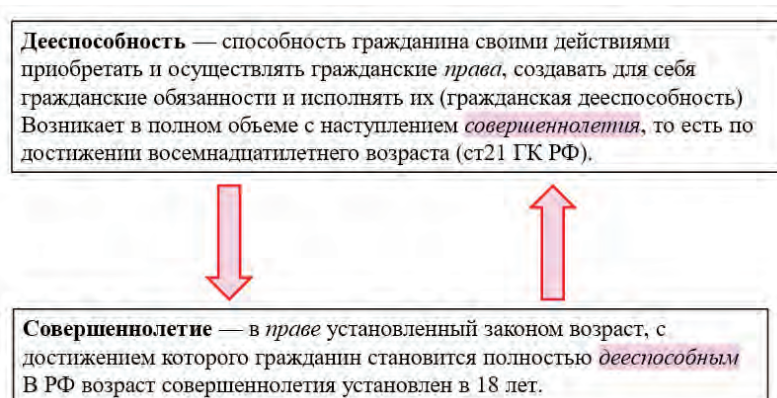 Дееспособность — способность гражданина своими действиями
приобретать и осуществлять гражданские права, создавать для себя
гражданские обязанности и исполнять их (гражданская дееспособность)
Возникает в полном объеме с наступлением совершеннолетия, то есть по
достижении восемнадцатилетнего возраста (ст21 ГК РФ).
Совершеннолетие — в праве установленный законом возраст, с
достижением которого гражданин становится полностью дееспособным
В РФ возраст совершеннолетия установлен в 18 лет.